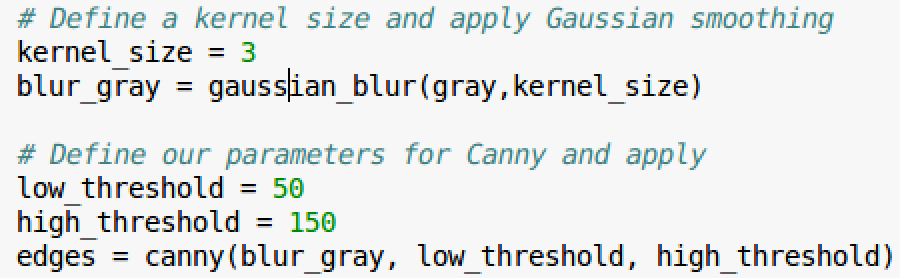 # Define a kernel size and apply Gaussian smoothing
kernel_size = 3
blur_gray = gaussian_blur(gray,kernel_size)
# Define our parameters for Canny and apply
low_threshold = 50
high_threshold = 150
edges = canny(blur_gray, low_threshold, high_threshold)